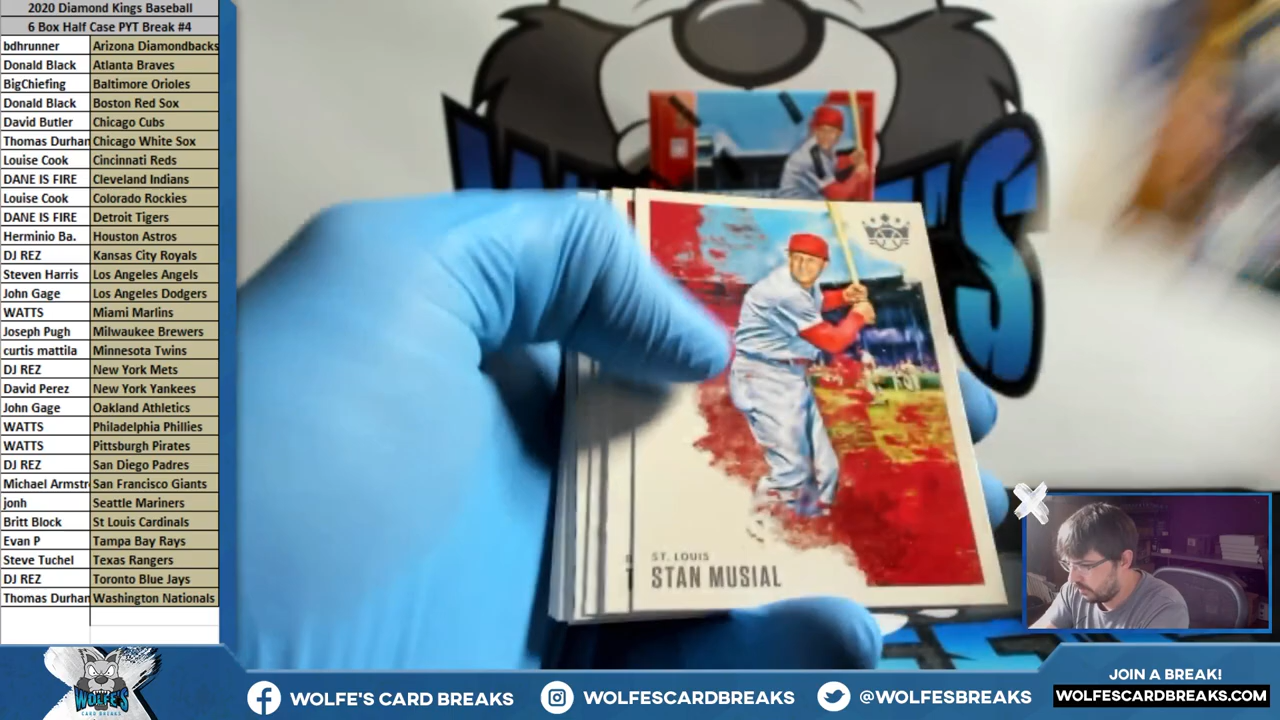 2020 Diamond Kings Baseball
6 Box Half Case PYT Break #4
bdhrunner Arizona Diamondbacks
Donald Black Atlanta Braves
BigChiefing Baltimore Orioles
Donald Black Boston Red Sox
David Butler Chicago Cubs
Thomas Durhan Chicago White Sox
Louise Cook Cincinnati Reds
DANE IS FIRE Cleveland Indians
Louise Cook Colorado Rockies
DANE IS FIRE Detroit Tigers
Herminio Ba. Houston Astros
DJ REZ Kansas City Royals
Steven Harris Los Angeles Angels
John Gage Los Angeles Dodgers
WATTS Miami Marlins
Joseph Pugh Milwaukee Brewers
curtis mattila Minnesota Twins
DJ REZ New York Mets
David Perez New York Yankees
John Gage Oakland Athletics
WATTS Philadelphia Phillies
WATTS Pittsburgh Pirates
DJ REZ San Diego Padres
Michael Armstr San Francisco Giants
jonh Seattle Mariners
Britt Block St Louis Cardinals
Evan P Tampa Bay Rays
Steve Tuchel Texas Rangers
DJ REZ Toronto Blue Jays
Thomas Durhan Washington Nationals
ST. LOUIS
STAN MUSIAL
WOLFE'S
CARD BREAKS
WOLFE'S CARD BREAKS
WOLFESCARDBREAKS
@WOLFESBREAKS
JOIN A BREAK!
WOLFESCARDBREAKS.COM